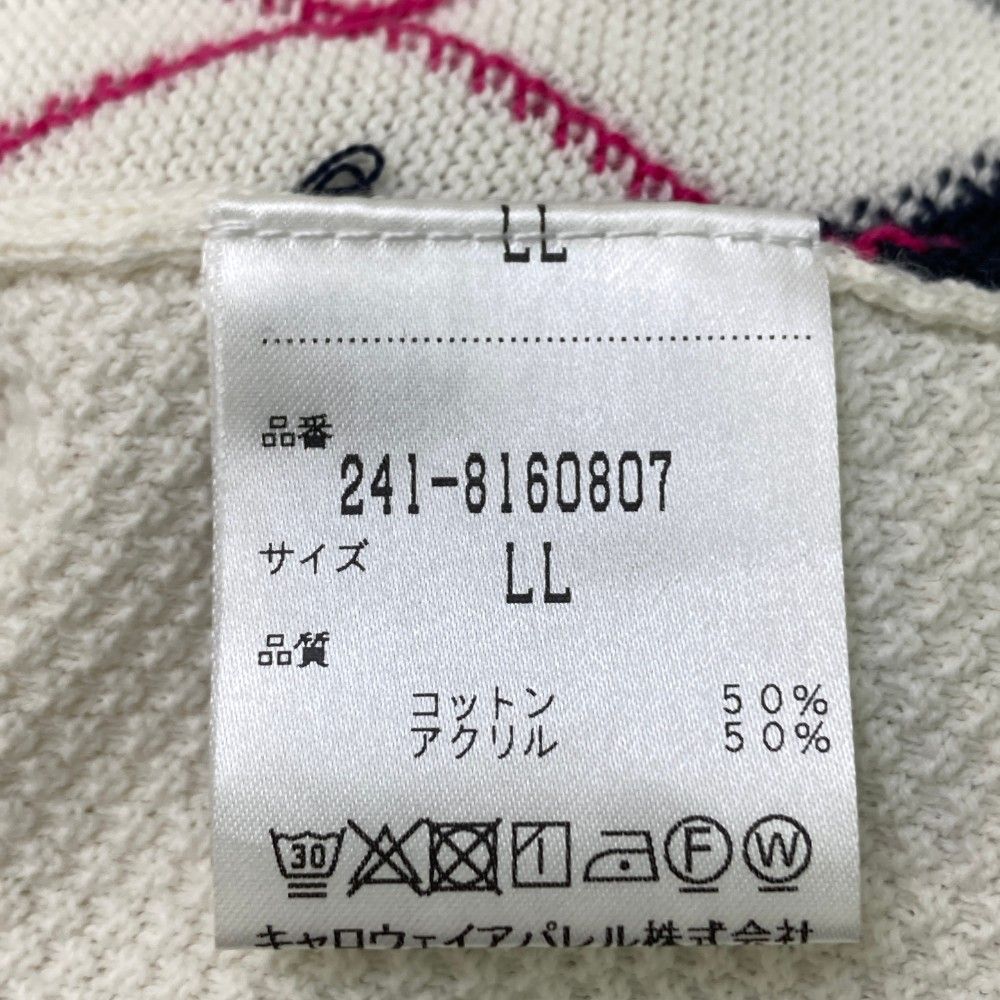 LL
品番
241-8160807
サイズ LL
品質
コットン 50%
アクリル 50%
30 F W
キャロウェイアパレル株式会社